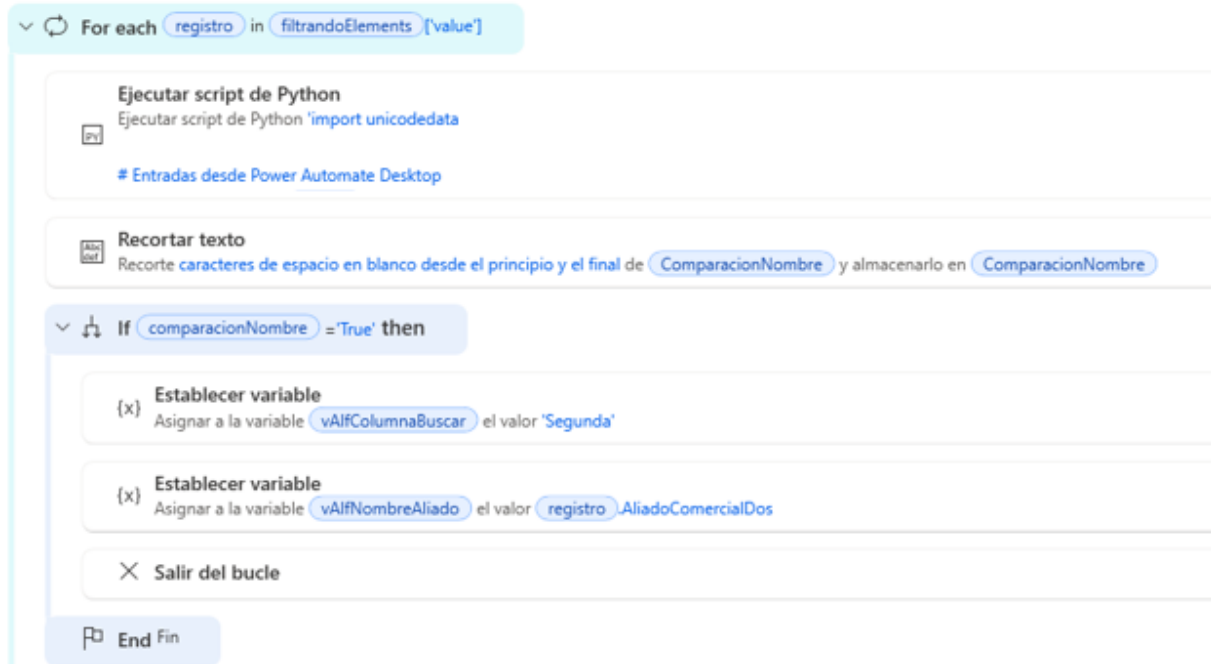 For each registro in filtrandoElements ['value']
Ejecutar script de Python
PY Ejecutar script de Python 'import unicodedata
# Entradas desde Power Automate Desktop
Recortar texto
Abc def Recorte caracteres de espacio en blanco desde el principio y el final de ComparacionNombre y almacenarlo en ComparacionNombre
If comparacionNombre ='True' then
Establecer variable
{x} Asignar a la variable vAlfColumnaBuscar el valor 'Segunda'
Establecer variable
{x} Asignar a la variable vAlfNombreAliado el valor registro .AliadoComercialDos
Salir del bucle
End Fin